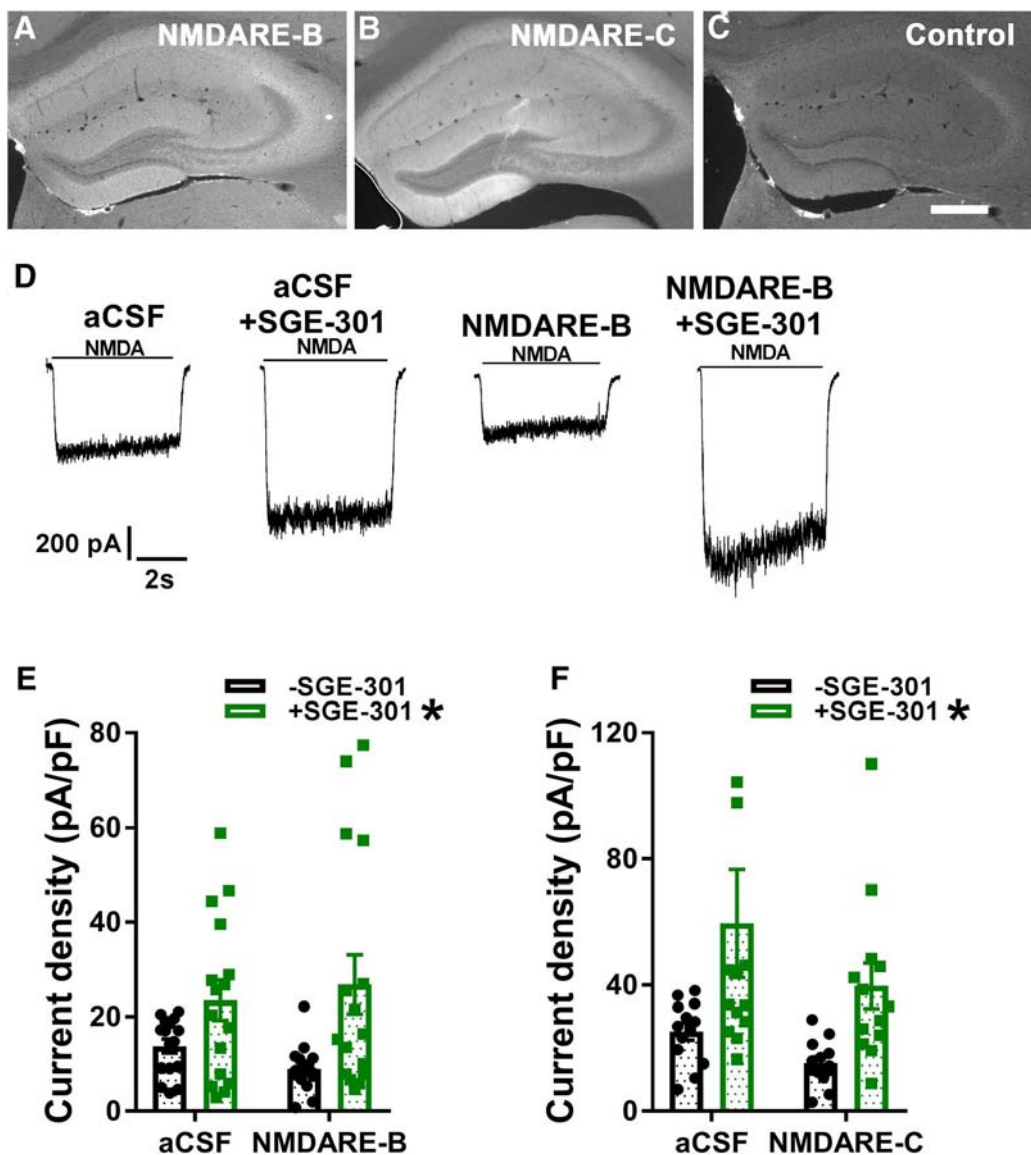 A
NMDARE-B
B
NMDARE-C
C
Control
D
aCSF
NMDA
aCSF
+SGE-301
NMDA
NMDARE-B
NMDA
NMDARE-B
+SGE-301
NMDA
200 pA
2s
E
-SGE-301
+SGE-301 *
Current density (pA/pF)
80
60
40
20
0
aCSF
NMDARE-B
F
-SGE-301
+SGE-301 *
Current density (pA/pF)
120
80
40
0
aCSF
NMDARE-C